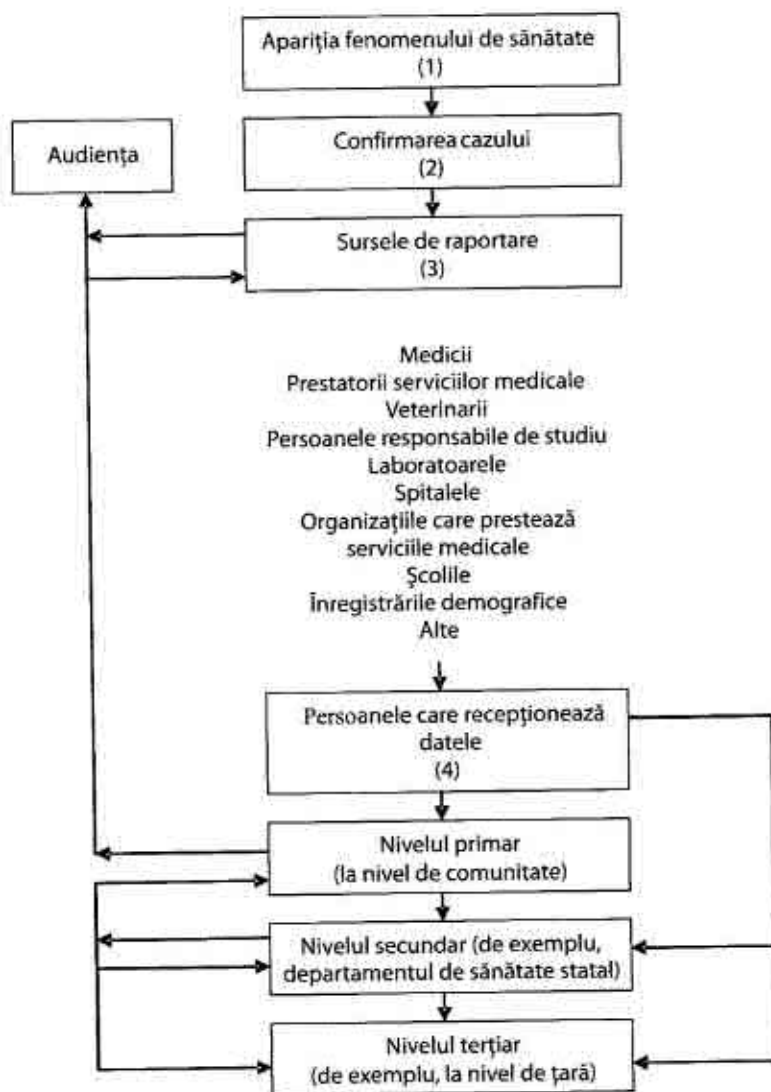 Apariția fenomenului de sănătate
(1)
Audiența
Confirmarea cazului
(2)
Sursele de raportare
(3)
Medicii
Prestatorii serviciilor medicale
Veterinarii
Persoanele responsabile de studiu
Laboratoarele
Spitalele
Organizațiile care prestează
serviciile medicale
Școlile
Înregistrările demografice
Alte
Persoanele care recepționează
datele
(4)
Nivelul primar
(la nivel de comunitate)
Nivelul secundar (de exemplu,
departamentul de sănătate statal)
Nivelul terțiar
(de exemplu, la nivel de țară)